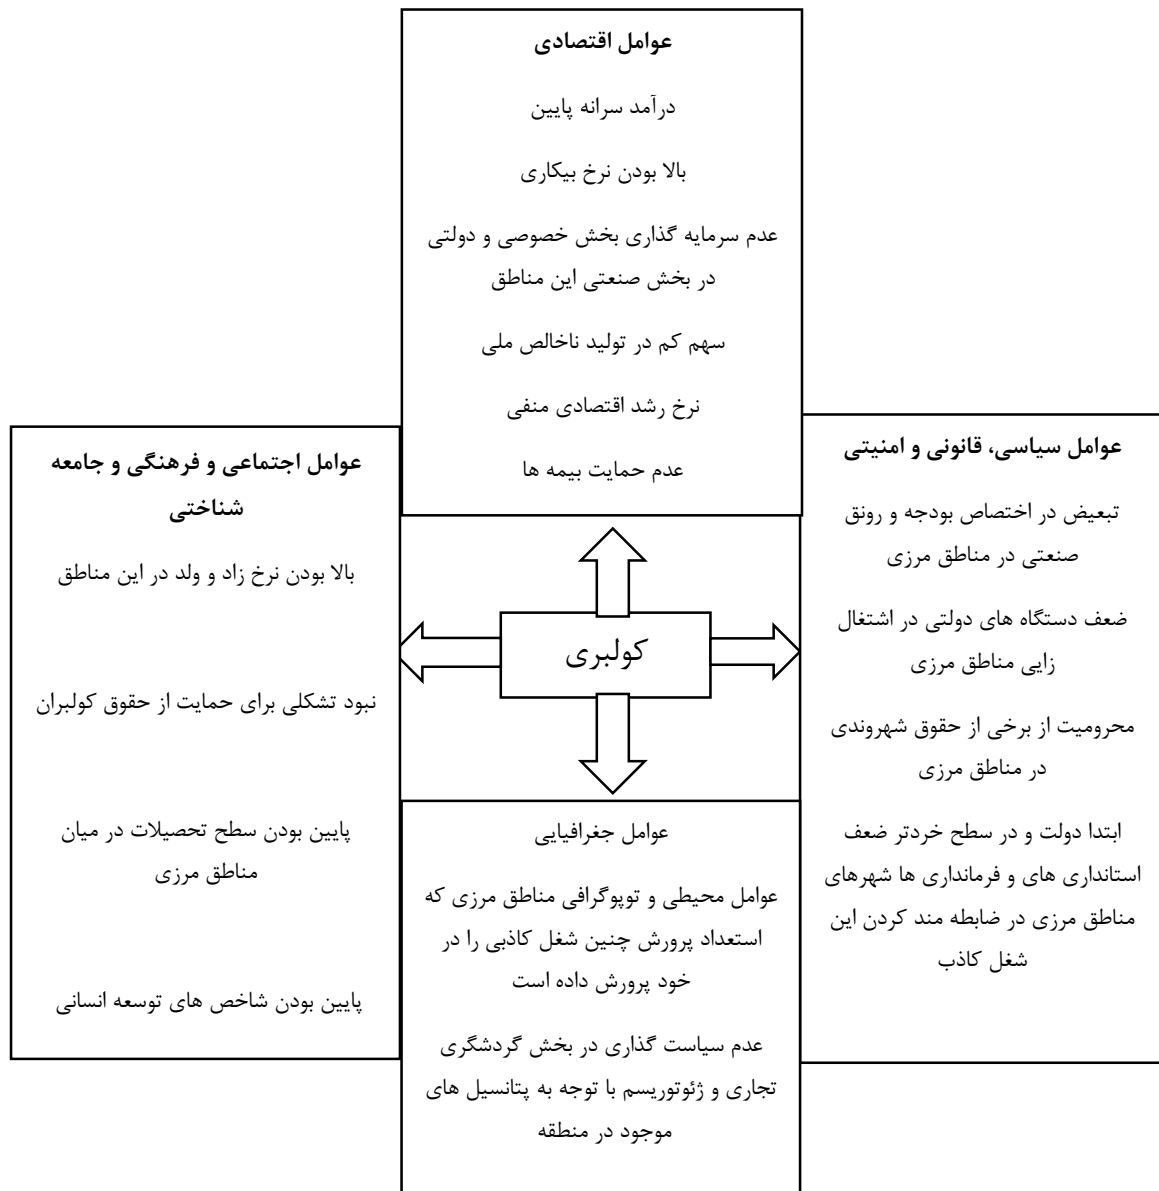 عوامل اقتصادی
درآمد سرانه پایین
بالا بودن نرخ بیکاری
عدم سرمایه گذاری بخش خصوصی و دولتی
در بخش صنعتی این مناطق
سهم کم در تولید ناخالص ملی
نرخ رشد اقتصادی منفی
عدم حمایت بیمه ها
عوامل سیاسی، قانونی و امنیتی
تبعیض در اختصاص بودجه و رونق
صنعتی در مناطق مرزی
ضعف دستگاه های دولتی در اشتغال
زایی مناطق مرزی
محرومیت از برخی از حقوق شهروندی
در مناطق مرزی
ابتدا دولت و در سطح خردتر ضعف
استانداری های و فرمانداری ها شهرهای
مناطق مرزی در ضابطه مند کردن این
شغل کاذب
کولبری
عوامل اجتماعی و فرهنگی و جامعه
شناختی
بالا بودن نرخ زاد و ولد در این مناطق
نبود تشکلی برای حمایت از حقوق کولبران
پایین بودن سطح تحصیلات در میان
مناطق مرزی
پایین بودن شاخص های توسعه انسانی
عوامل جغرافیایی
عوامل محیطی و توپوگرافی مناطق مرزی که
استعداد پرورش چنین شغل کاذبی را در
خود پرورش داده است
عدم سیاست گذاری در بخش گردشگری
تجاری و ژئوتوریسم با توجه به پتانسیل های
موجود در منطقه